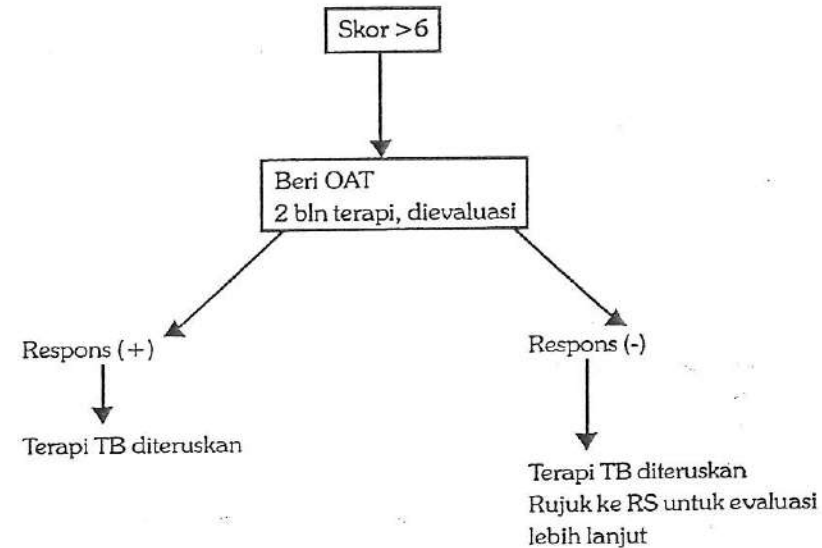 Skor >6
Beri OAT
2 bln terapi, dievaluasi
Respons (+)
Respons (-)
Terapi TB diteruskan
Terapi TB diteruskan
Rujuk ke RS untuk evaluasi
lebih lanjut